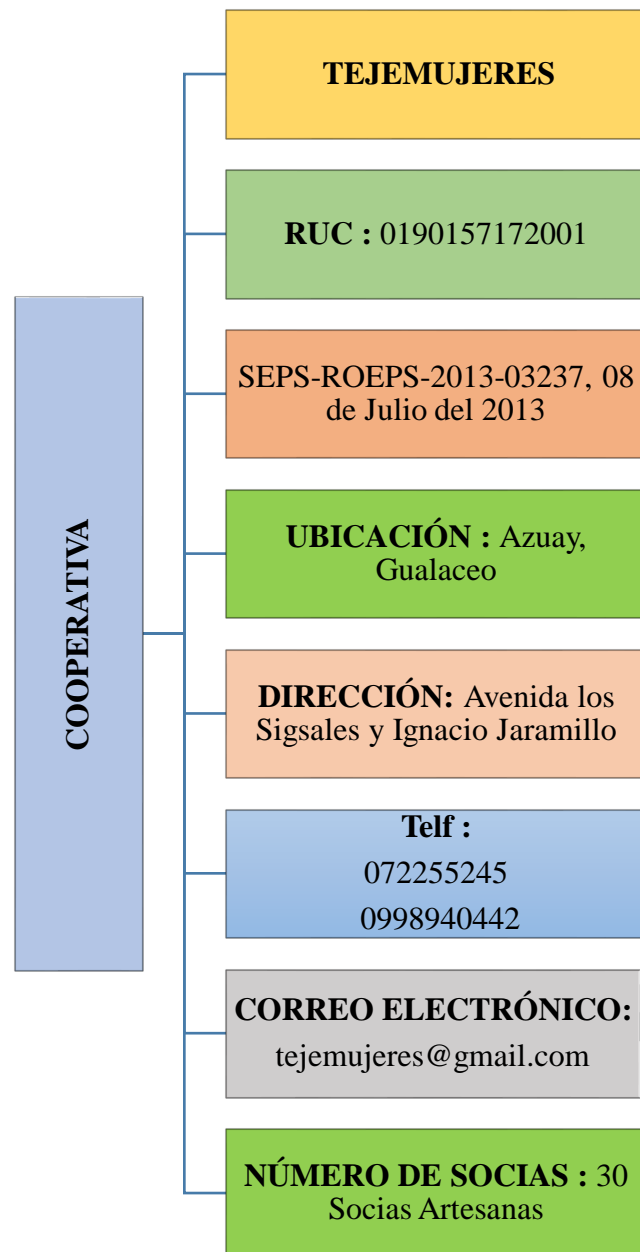 COOPERATIVA
TEJEMUJERES
RUC : 0190157172001
SEPS-ROEPS-2013-03237, 08
de Julio del 2013
UBICACIÓN : Azuay,
Gualaceo
DIRECCIÓN: Avenida los
Sigsales y Ignacio Jaramillo
Telf :
072255245
0998940442
CORREO ELECTRÓNICO:
tejemujeres@gmail.com
NÚMERO DE SOCIAS : 30
Socias Artesanas